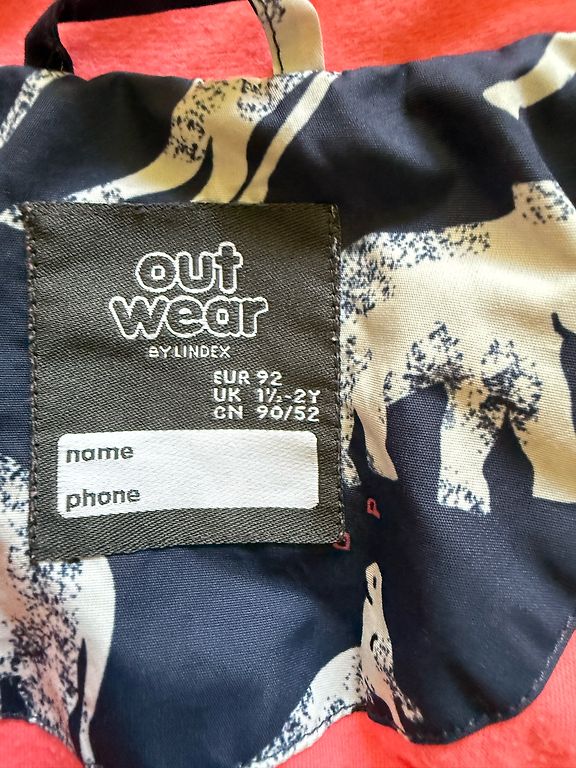 out
wear
BY LINDEX
EUR 92
UK 1½-2Y
CN 90/52
name
phone
P